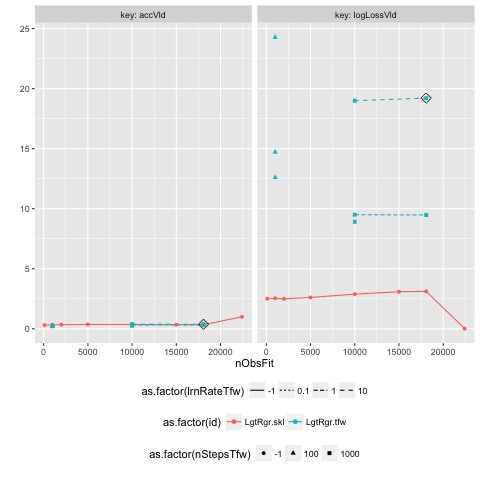 key: accVld
key: logLossVld
25
20
15
10
5
0
0 5000 10000 15000 20000
0 5000 10000 15000 20000
nObsFit
as.factor(lrnRateTfw) -1 0.1 1 10
as.factor(id) LgtRgr.skl LgtRgr.tfw
as.factor(nStepsTfw) -1 100 1000